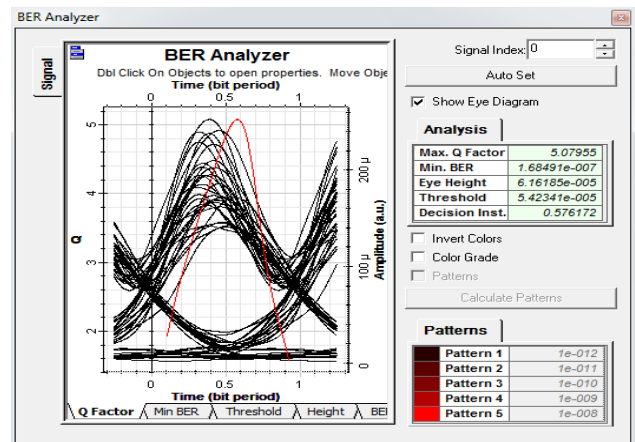 BER Analyzer
Signal
BER Analyzer
Dbl Click On Objects to open properties. Move Obje
Time (bit period)
0 0.5 1
5
4
3
2
Q
200 µ
100 µ
0
Amplitude (a.u.)
0 0.5 1
Time (bit period)
Q Factor Min BER Threshold Height BEI
Signal Index: 0
Auto Set
Show Eye Diagram
Analysis
Max. Q Factor 5.07955
Min. BER 1.68491e-007
Eye Height 6.16185e-005
Threshold 5.42341e-005
Decision Inst. 0.576172
Invert Colors
Color Grade
Patterns
Calculate Patterns
Patterns
Pattern 1 1e-012
Pattern 2 1e-011
Pattern 3 1e-010
Pattern 4 1e-009
Pattern 5 1e-008